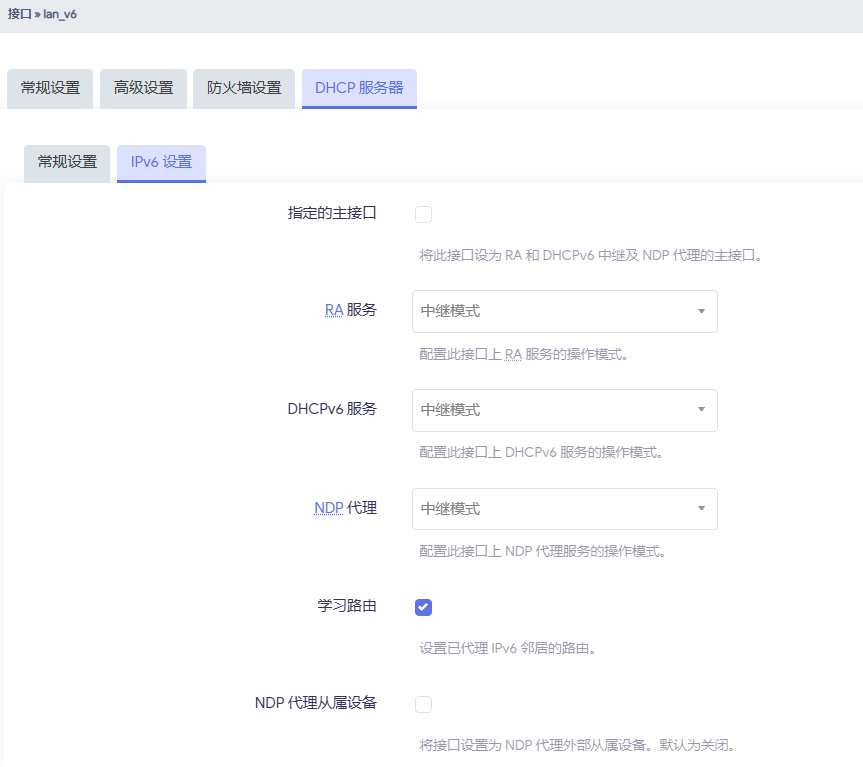 接口 » lan_v6
常规设置 高级设置 防火墙设置 DHCP 服务器
常规设置 IPv6 设置
指定的主接口
将此接口设为 RA 和 DHCPv6 中继及 NDP 代理的主接口。
RA 服务 中继模式
配置此接口上 RA 服务的操作模式。
DHCPv6 服务 中继模式
配置此接口上 DHCPv6 服务的操作模式。
NDP 代理 中继模式
配置此接口上 NDP 代理服务的操作模式。
学习路由
设置已代理 IPv6 邻居的路由。
NDP 代理从属设备
将接口设置为 NDP 代理外部从属设备。默认为关闭。